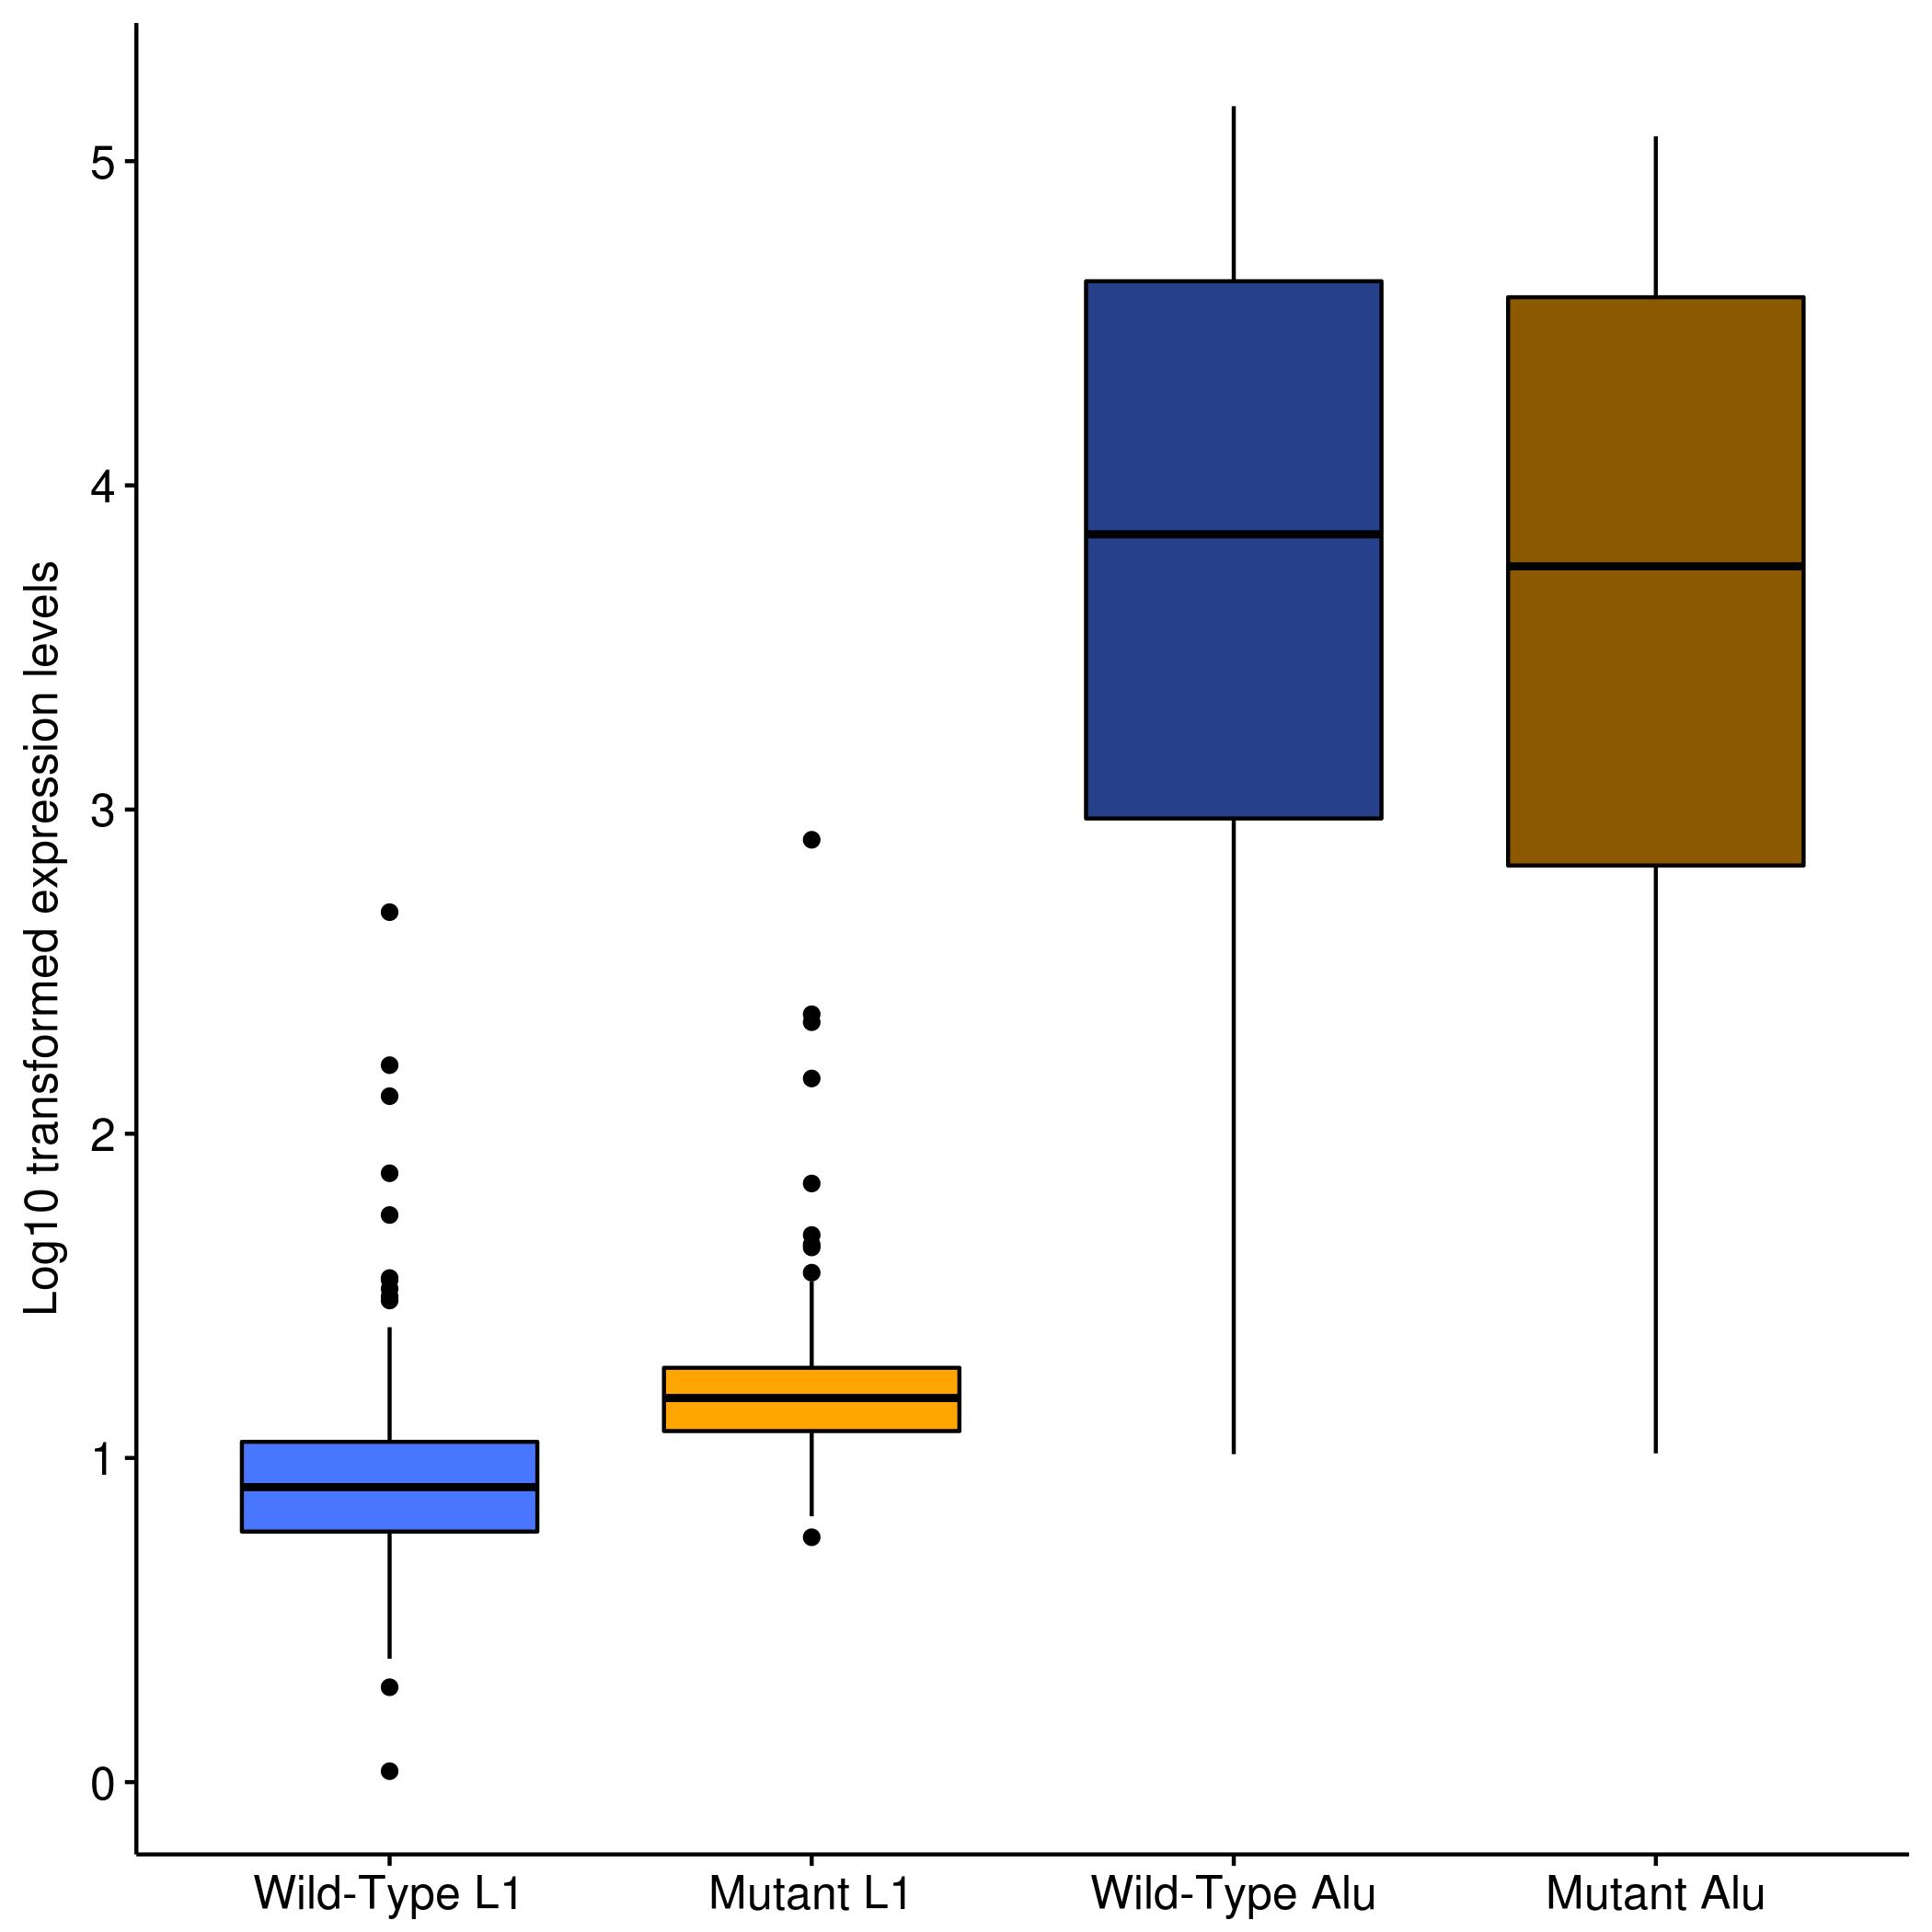 Log10 transformed expression levels
5
4
3
2
1
0
Wild-Type L1
Mutant L1
Wild-Type Alu
Mutant Alu